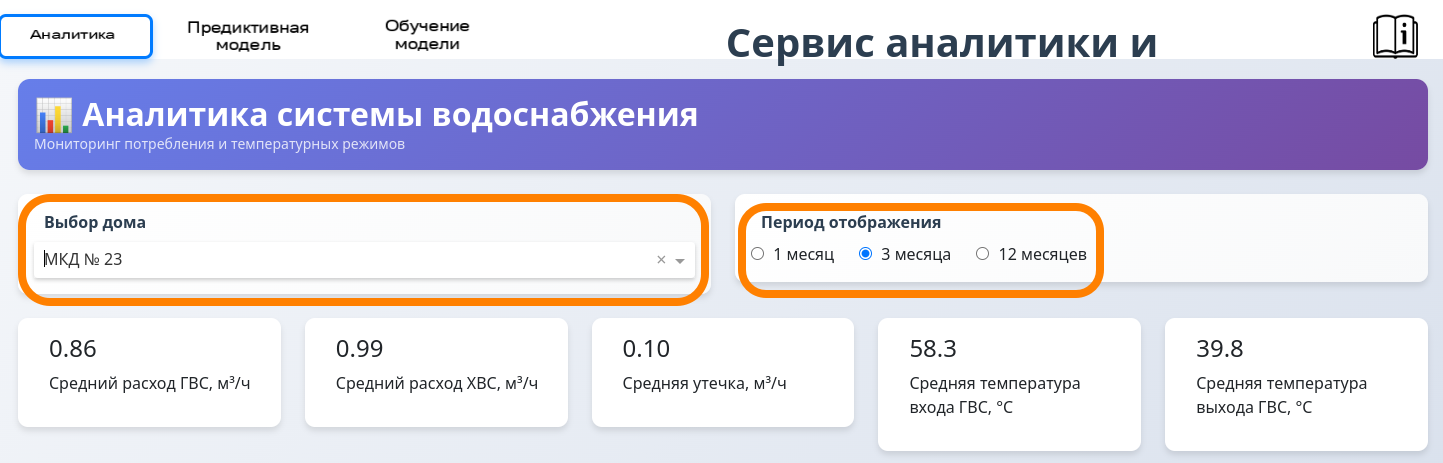 Аналитика
Предиктивная
модель
Обучение
модели
Сервис аналитики и
Аналитика системы водоснабжения
Мониторинг потребления и температурных режимов
Выбор дома
МКД № 23
Период отображения
1 месяц
3 месяца
12 месяцев
0.86
Средний расход ГВС, м³/ч
0.99
Средний расход ХВС, м³/ч
0.10
Средняя утечка, м³/ч
58.3
Средняя температура
входа ГВС, °C
39.8
Средняя температура
выхода ГВС, °C